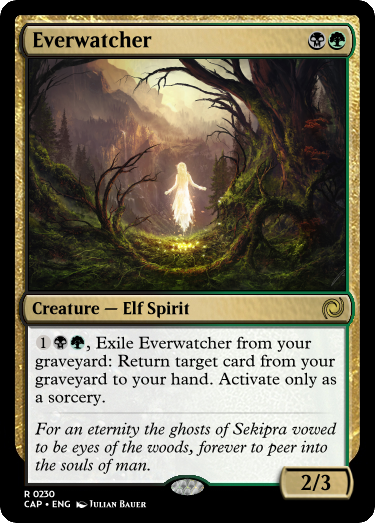 Everwatcher
Creature — Elf Spirit
1, Exile Everwatcher from your
graveyard: Return target card from your
graveyard to your hand. Activate only as
a sorcery.
For an eternity the ghosts of Sekipra vowed
to be eyes of the woods, forever to peer into
the souls of man.
2/3
R 0230
CAP • ENG Julian Bauer